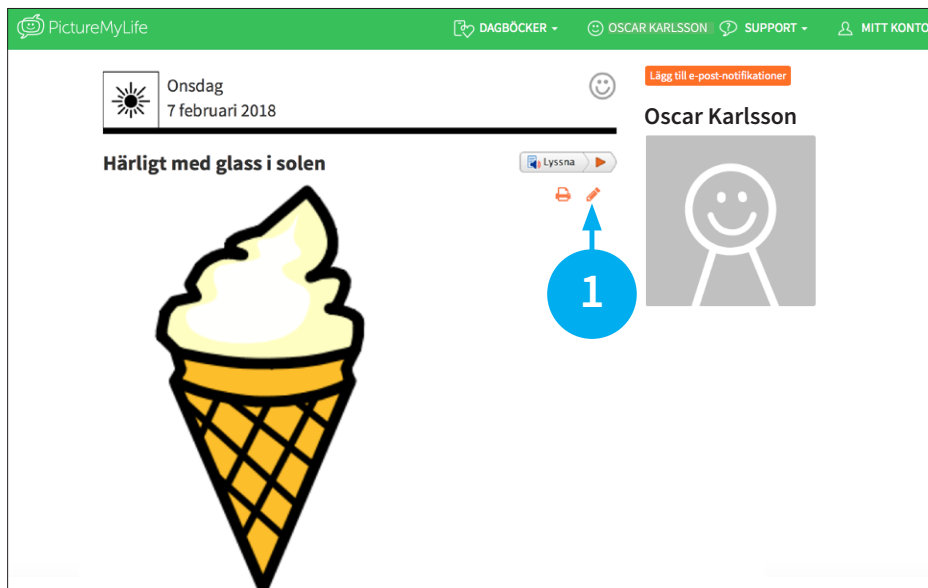 PictureMyLife
DAGBÖCKER
OSCAR KARLSSON
SUPPORT
MITT KONTO
Onsdag
7 februari 2018
Lägg till e-post-notifikationer
Oscar Karlsson
Härligt med glass i solen
Lyssna
1